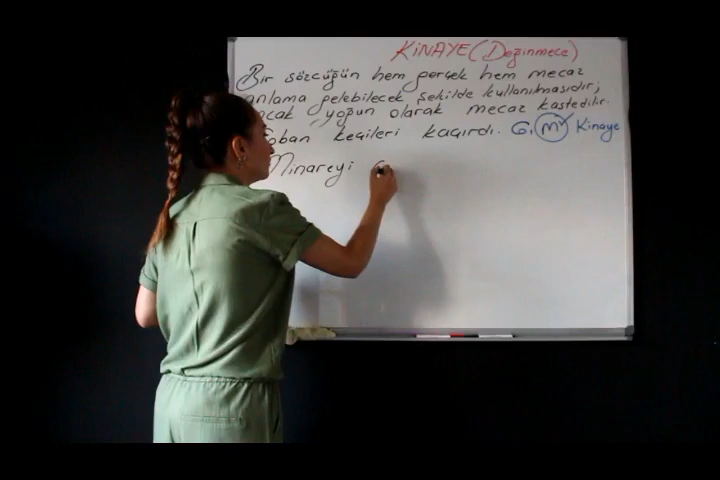 KİNAYE (Değinmece)
Bir sözcüğün hem gerçek hem mecaz
anlama gelebilecek şekilde kullanılmasıdır;
ancak yoğun olarak mecaz kastedilir.
Çoban keçileri kaçırdı. G, M Kinaye
Minareyi